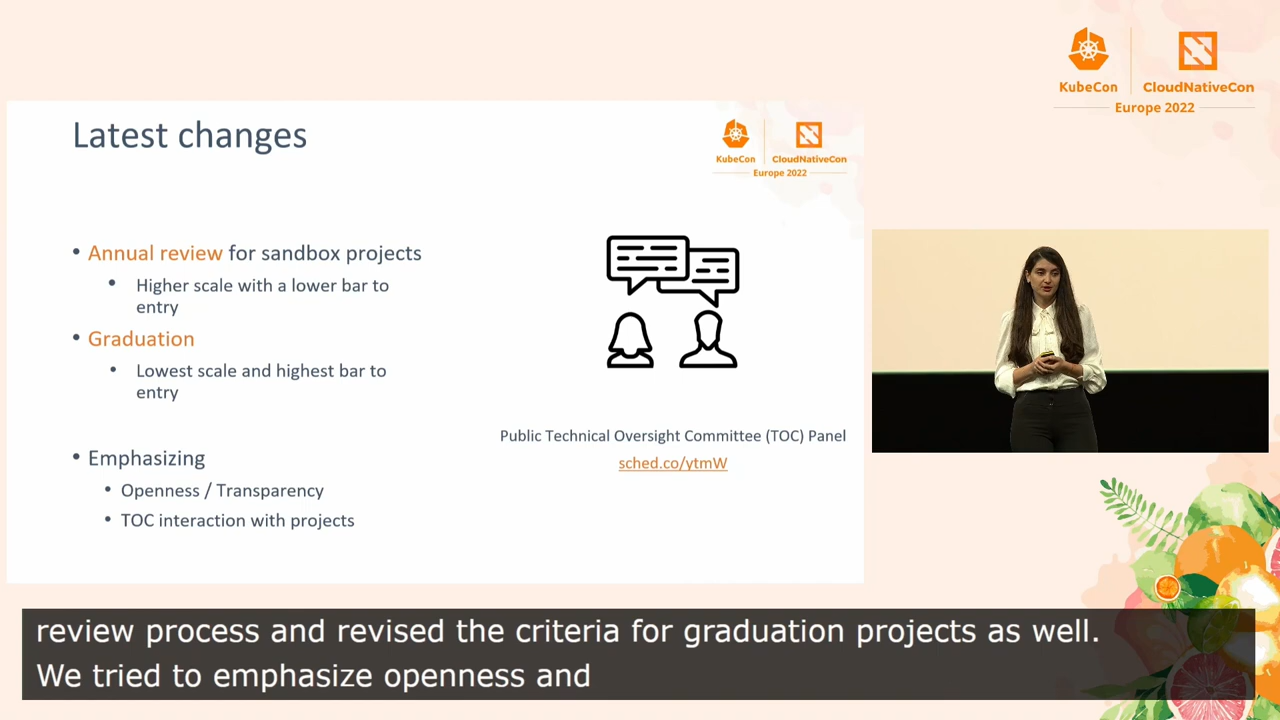 KubeCon
CloudNativeCon
Europe 2022
Latest changes
KubeCon
CloudNativeCon
Europe 2022
• Annual review for sandbox projects
• Higher scale with a lower bar to
entry
• Graduation
• Lowest scale and highest bar to
entry
• Emphasizing
• Openness / Transparency
• TOC interaction with projects
Public Technical Oversight Committee (TOC) Panel
sched.co/ytmW
review process and revised the criteria for graduation projects as well.
We tried to emphasize openness and